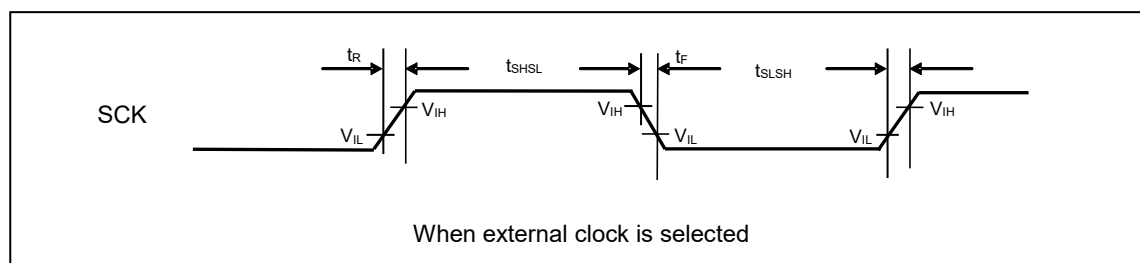 tR tSHSL tF tSLSH
SCK
VIH VIH VIH
VIL VIL VIL
When external clock is selected